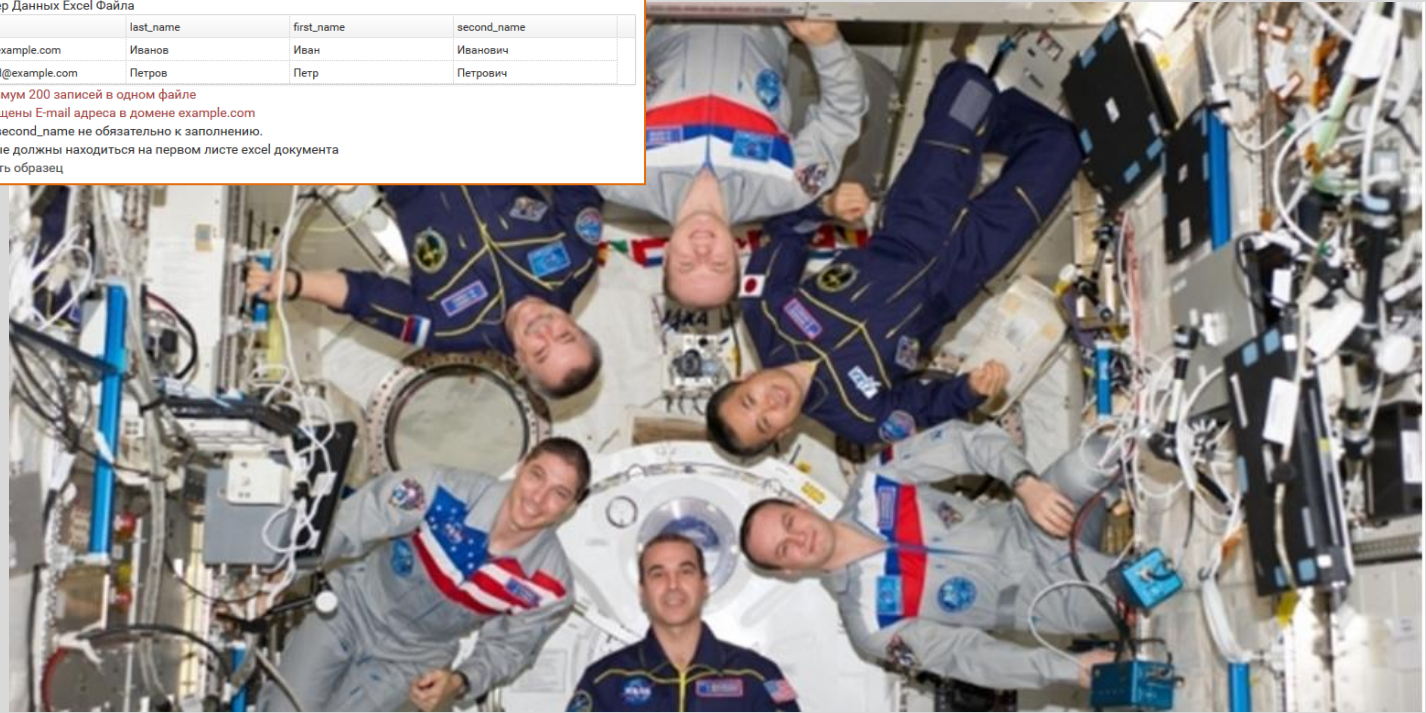 ер Данных Excel Файла
last_name first_name second_name
example.com Иванов Иван Иванович
l@example.com Петров Петр Петрович
мум 200 записей в одном файле
щены E-mail адреса в домене example.com
second_name не обязательно к заполнению.
ые должны находиться на первом листе excel документа
ть образец